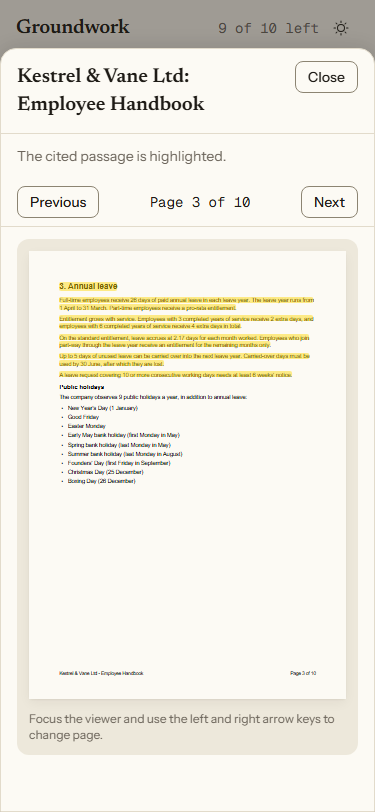 Groundwork 9 of 10 left
Kestrel & Vane Ltd:
Employee Handbook
Close
The cited passage is highlighted.
Previous Page 3 of 10 Next
3. Annual leave
Full-time employees receive 28 days of paid annual leave in each leave year. The leave year runs from
1 April to 31 March. Part-time employees receive a pro-rata entitlement.
Entitlement grows with service. Employees with 3 completed years of service receive 2 extra days, and
employees with 6 completed years of service receive 4 extra days in total.
On the standard entitlement, leave accrues at 2.17 days for each month worked. Employees who join
part-way through the leave year receive an entitlement for the remaining months only.
Up to 5 days of unused leave can be carried over into the next leave year. Carried-over days must be
used by 30 June, after which they are lost.
A leave request covering 10 or more consecutive working days needs at least 6 weeks' notice.
Public holidays
The company observes 9 public holidays a year, in addition to annual leave.
• New Year's Day (1 January)
• Good Friday
• Easter Monday
• Early May bank holiday (first Monday in May)
• Spring bank holiday (last Monday in May)
• Summer bank holiday (last Monday in August)
• Founders' Day (first Friday in September)
• Christmas Day (25 December)
• Boxing Day (26 December)
Kestrel & Vane Ltd - Employee Handbook Page 3 of 10
Focus the viewer and use the left and right arrow keys to
change page.